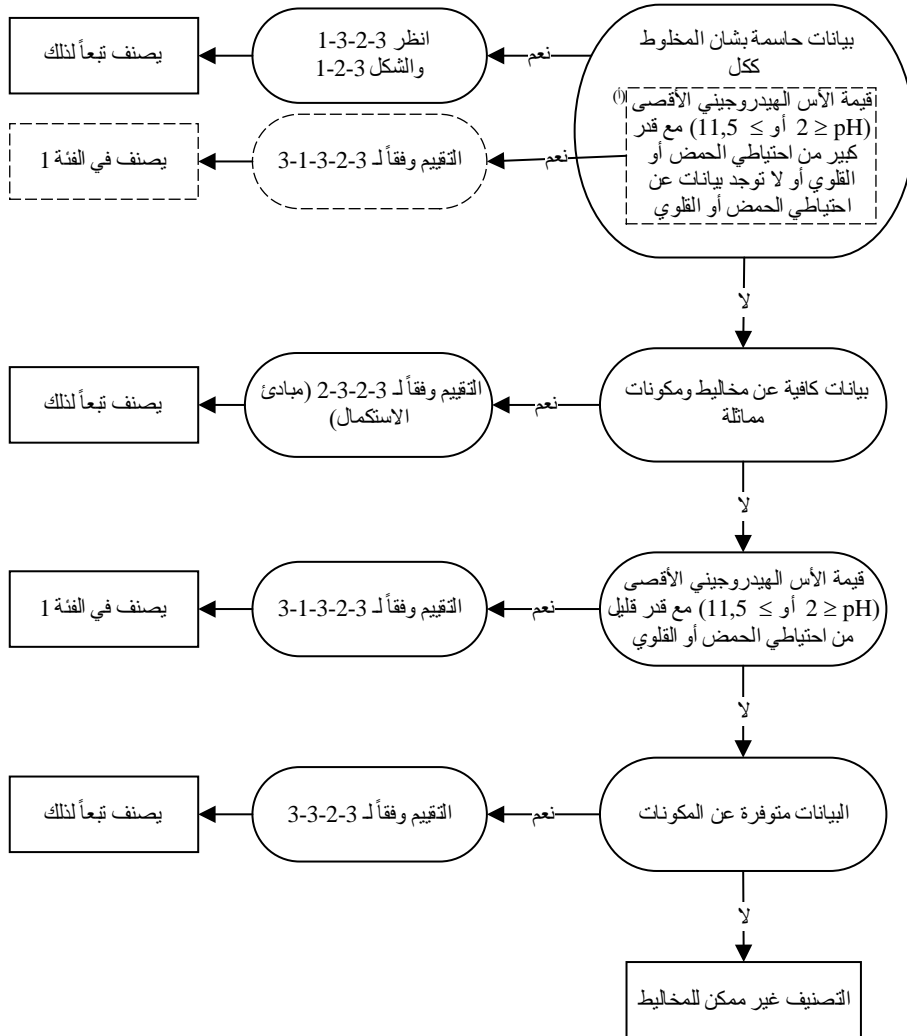 بيانات حاسمة بشان المخلوط
ككل
قيمة الأس الهيدروجيني الأقصى (أ)
(pH ≤ 2 أو ≥ 11,5) مع قدر
كبير من احتياطي الحمض أو
القلوي أو لا توجد بيانات عن
احتياطي الحمض أو القلوي
نعم
انظر 3-2-3-1
والشكل 3-2-1
يصنف تبعاً لذلك
نعم
التقييم وفقاً لـ 3-2-3-1-3
يصنف في الفئة 1
لا
بيانات كافية عن مخاليط ومكونات
مماثلة
نعم
التقييم وفقاً لـ 3-2-3-2 (مبادئ
الاستكمال)
يصنف تبعاً لذلك
لا
قيمة الأس الهيدروجيني الأقصى
(pH ≤ 2 أو ≥ 11,5) مع قدر قليل
من احتياطي الحمض أو القلوي
نعم
التقييم وفقاً لـ 3-2-3-1-3
يصنف في الفئة 1
لا
البيانات متوفرة عن المكونات
نعم
التقييم وفقاً لـ 3-2-3-3
يصنف تبعاً لذلك
لا
التصنيف غير ممكن للمخاليط